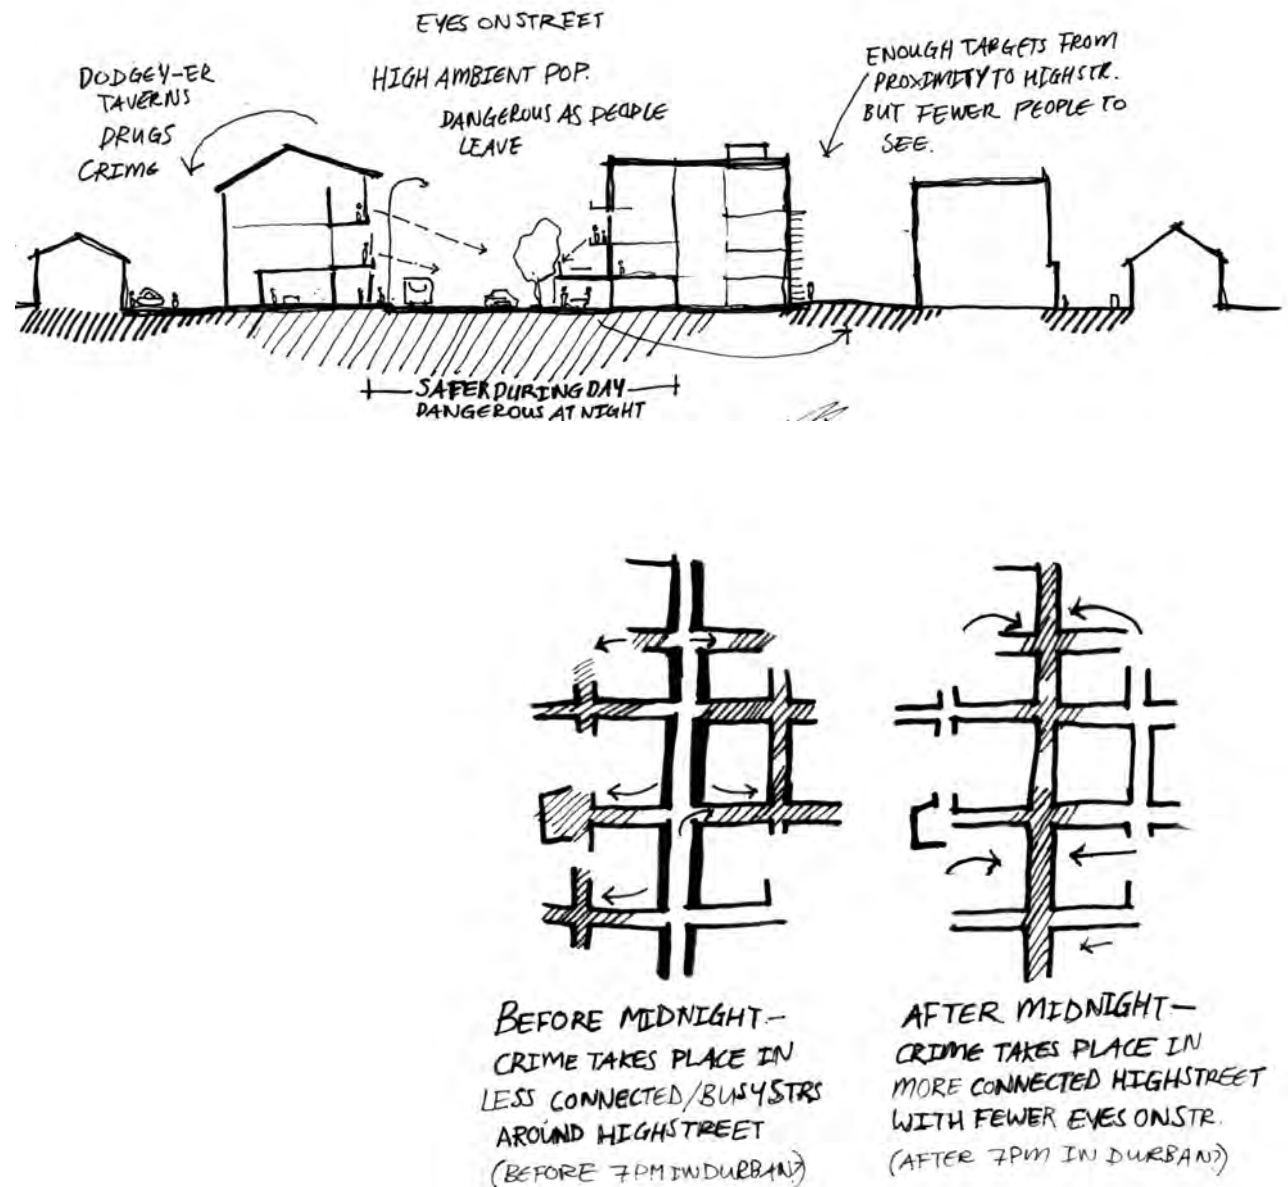 EYES ON STREET
DODGEY-ER
TAVERNS
DRUGS
CRIME
HIGH AMBIENT POP.
DANGEROUS AS PEOPLE
LEAVE
ENOUGH TARGETS FROM
PROXIMITY TO HIGH STR.
BUT FEWER PEOPLE TO
SEE.
SAFER DURING DAY
DANGEROUS AT NIGHT
BEFORE MIDNIGHT -
CRIME TAKES PLACE IN
LESS CONNECTED/BUSY STRS
AROUND HIGHSTREET
(BEFORE 7PM IN DURBAN?)
AFTER MIDNIGHT -
CRIME TAKES PLACE IN
MORE CONNECTED HIGHSTREET
WITH FEWER EYES ON STR.
(AFTER 7PM IN DURBAN?)